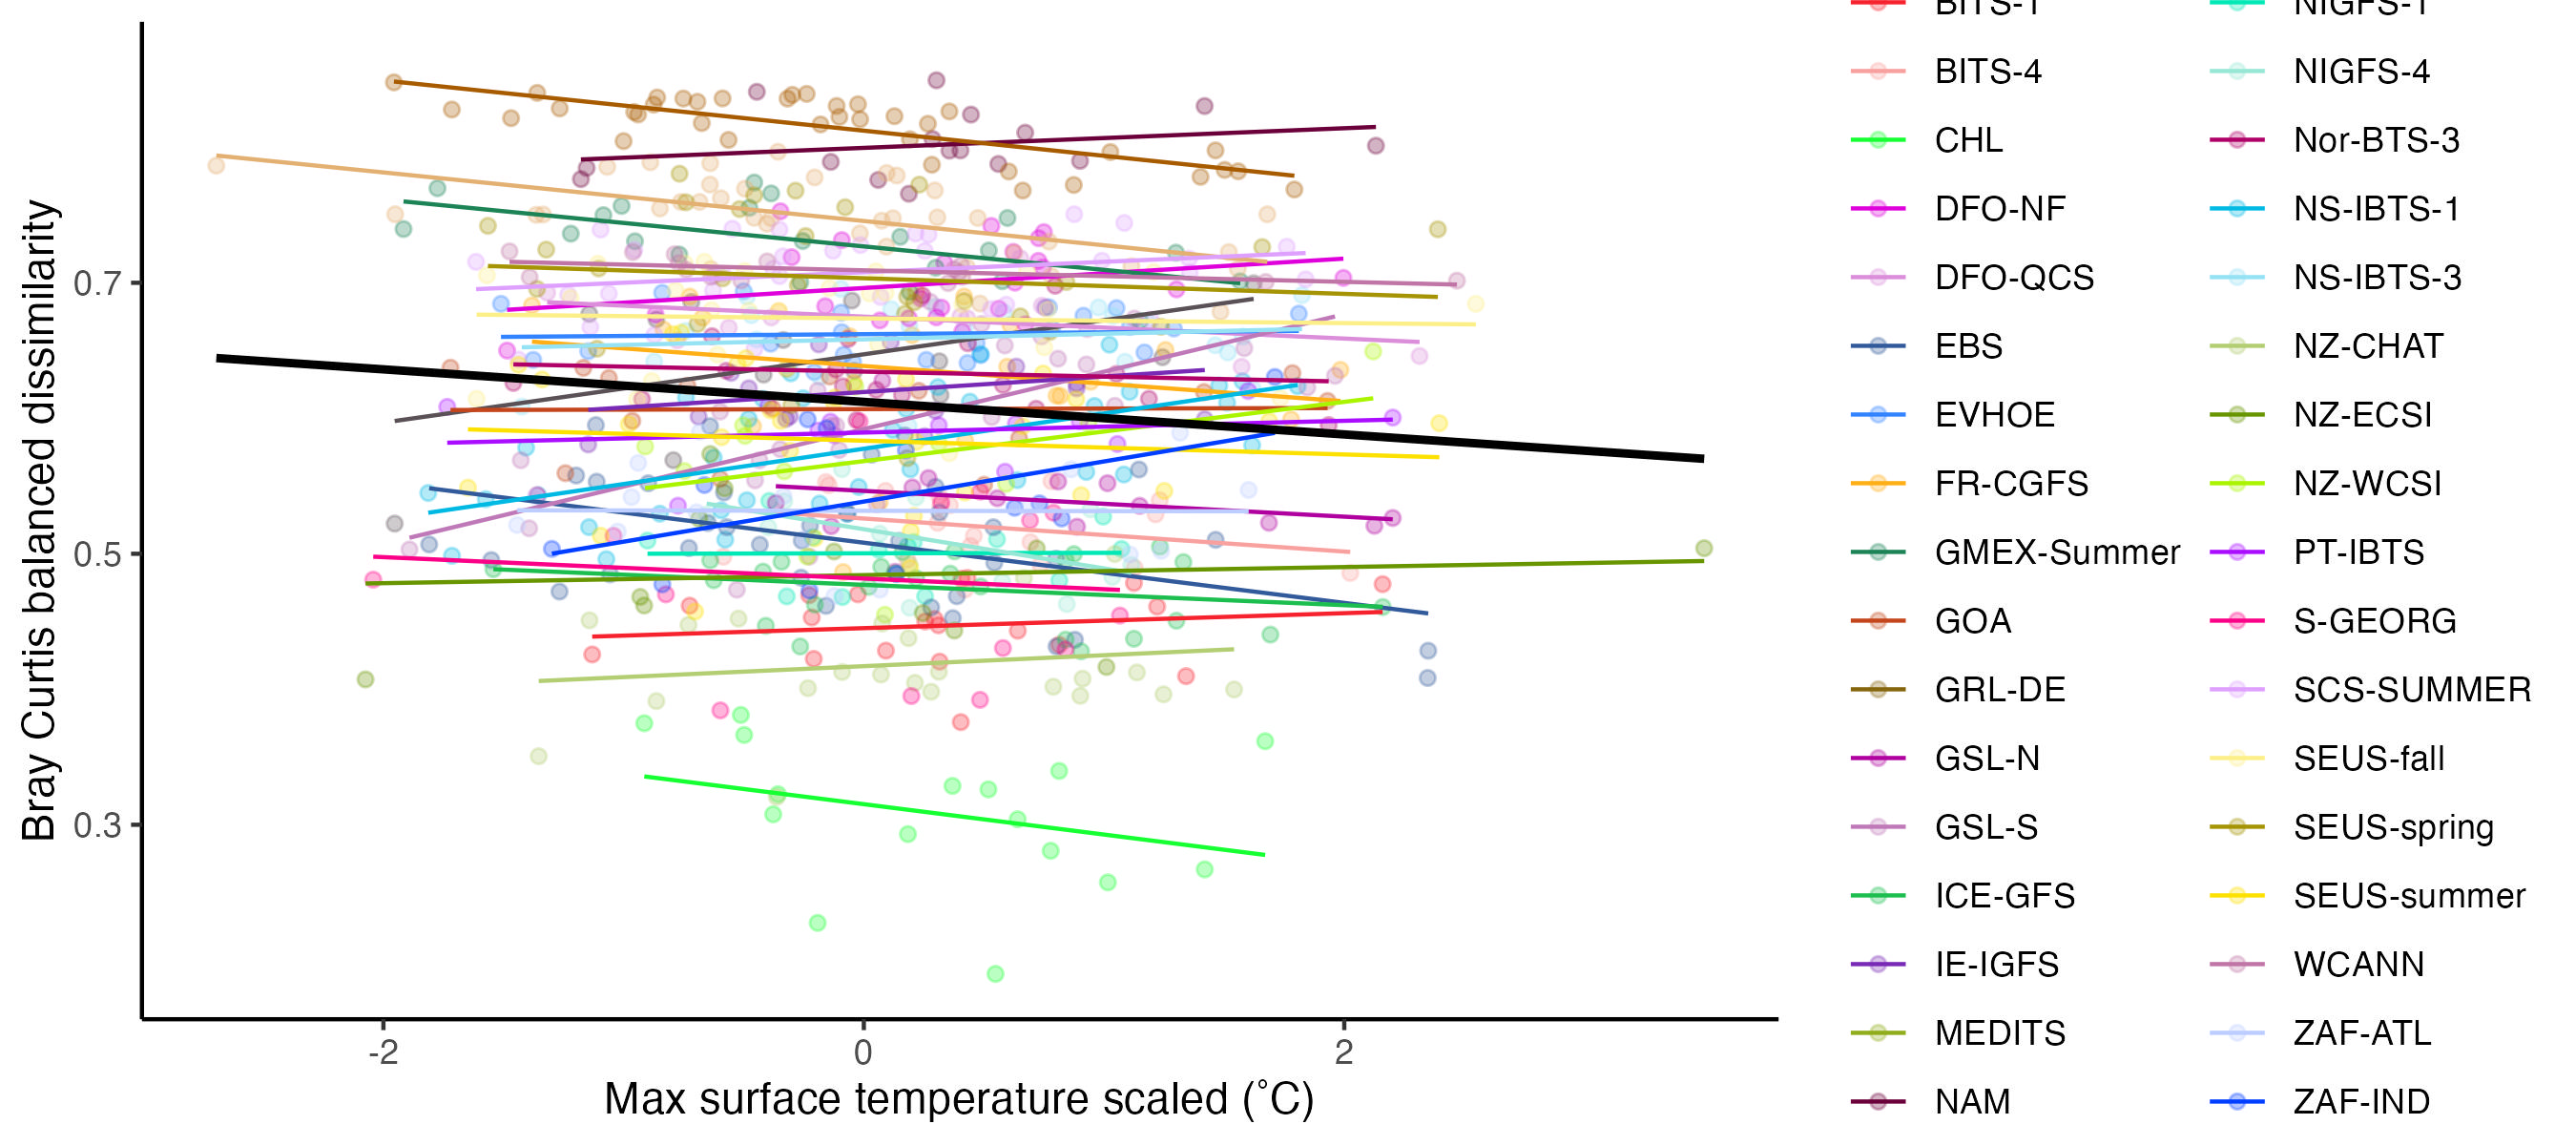 BITS-1 NIGFS-1
BITS-4 NIGFS-4
CHL Nor-BTS-3
DFO-NF NS-IBTS-1
DFO-QCS NS-IBTS-3
EBS NZ-CHAT
EVHOE NZ-ECSI
FR-CGFS NZ-WCSI
GMEX-Summer PT-IBTS
GOA S-GEORG
GRL-DE SCS-SUMMER
GSL-N SEUS-fall
GSL-S SEUS-spring
ICE-GFS SEUS-summer
IE-IGFS WCANN
MEDITS ZAF-ATL
NAM ZAF-IND
Bray Curtis balanced dissimilarity
0.7
0.5
0.3
-2 0 2
Max surface temperature scaled (˚C)